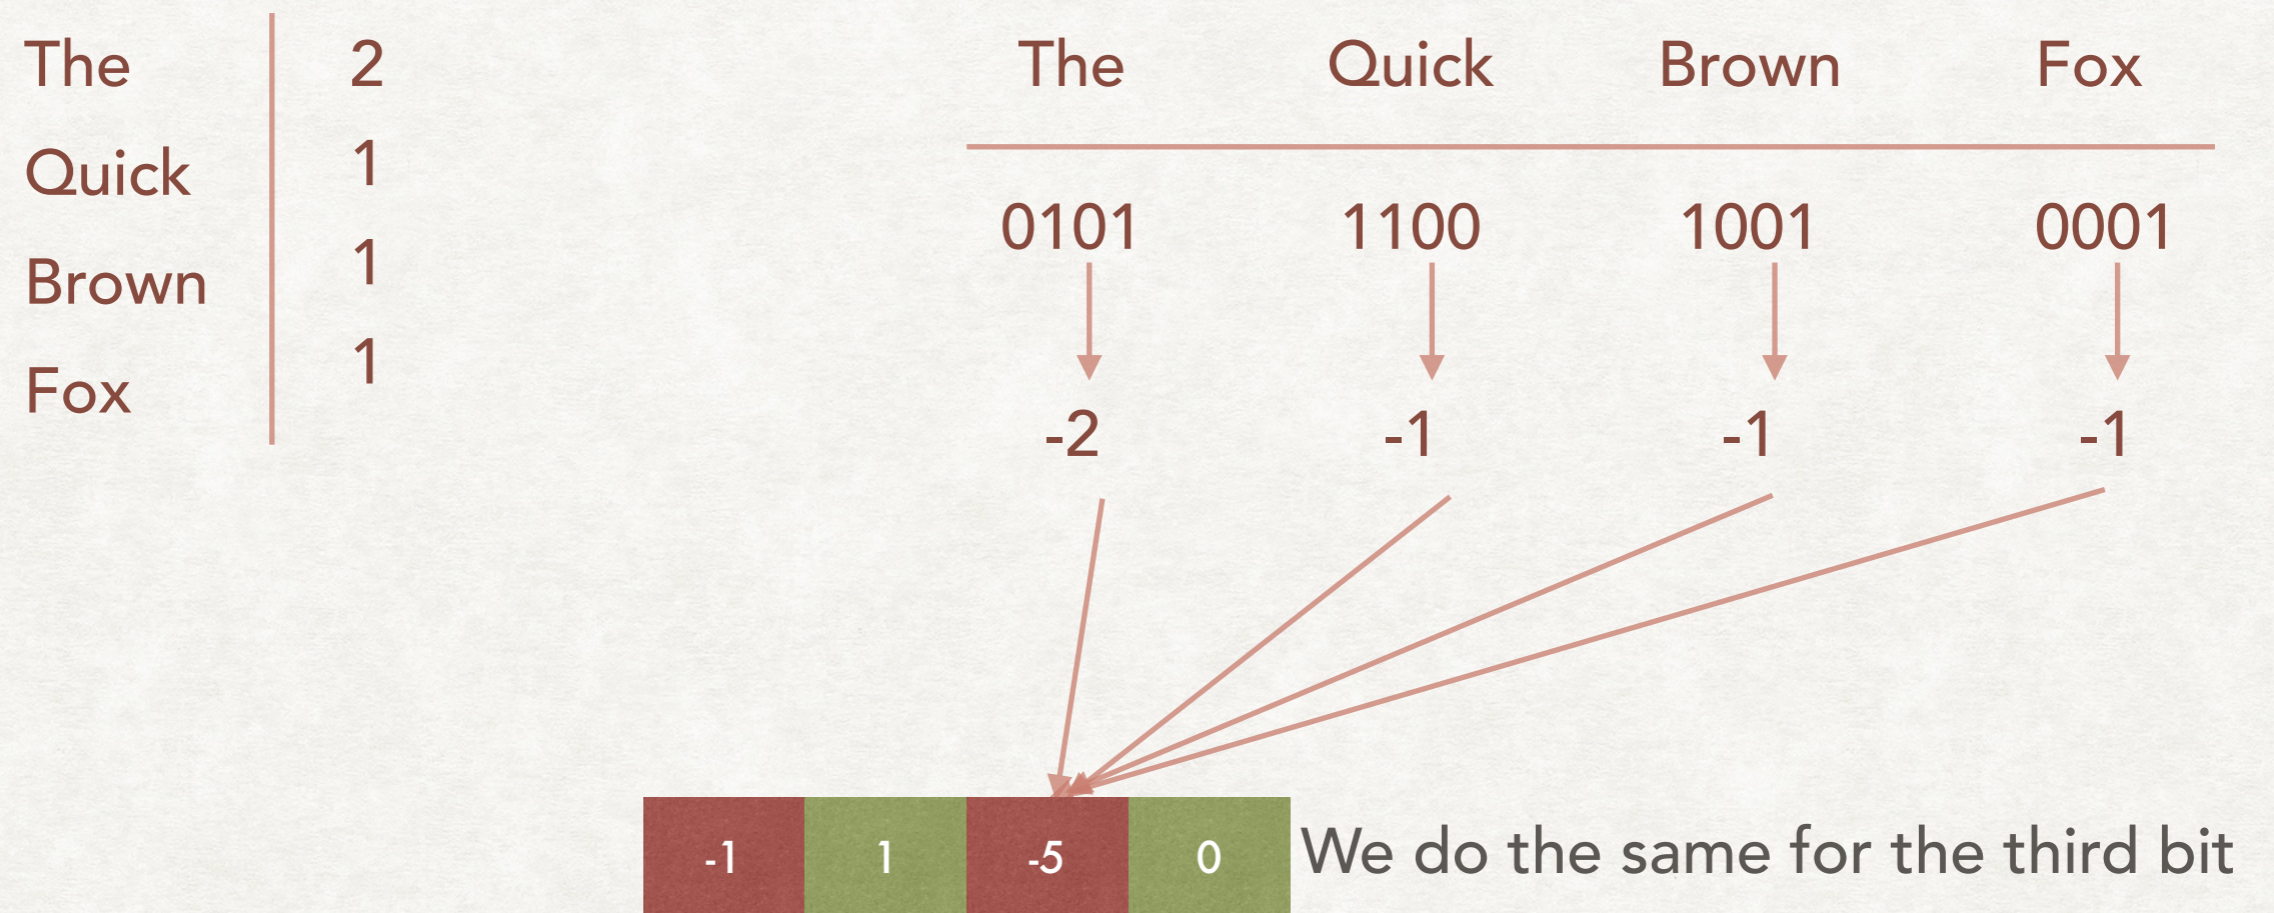 The 2
Quick 1
Brown 1
Fox 1
The Quick Brown Fox
0101 1100 1001 0001
-2 -1 -1 -1
-1 1 -5 0 We do the same for the third bit